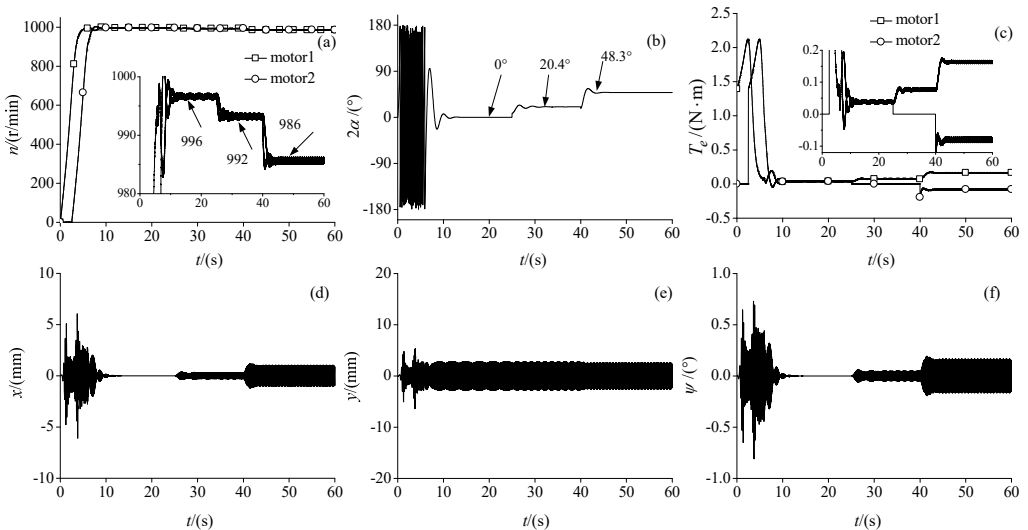 1000
800
600
400
200
0
n/(r/min)
0 10 20 30 40 50 60
t/(s)
(a)
motor1
motor2
1000
995
990
985
980
0 20 40 60
996
992
986
180
90
0
-90
-180
2α/(°)
0 10 20 30 40 50 60
t/(s)
(b)
0°
20.4°
48.3°
2.5
2.0
1.5
1.0
0.5
0.0
-0.5
Te/(N·m)
0 10 20 30 40 50 60
t/(s)
motor1
motor2
(c)
0.2
0.1
0.0
-0.1
0 20 40 60
10
5
0
-5
-10
x/(mm)
0 10 20 30 40 50 60
t/(s)
(d)
20
10
0
-10
-20
y/(mm)
0 10 20 30 40 50 60
t/(s)
(e)
1.0
0.5
0.0
-0.5
-1.0
ψ/(°)
0 10 20 30 40 50 60
t/(s)
(f)